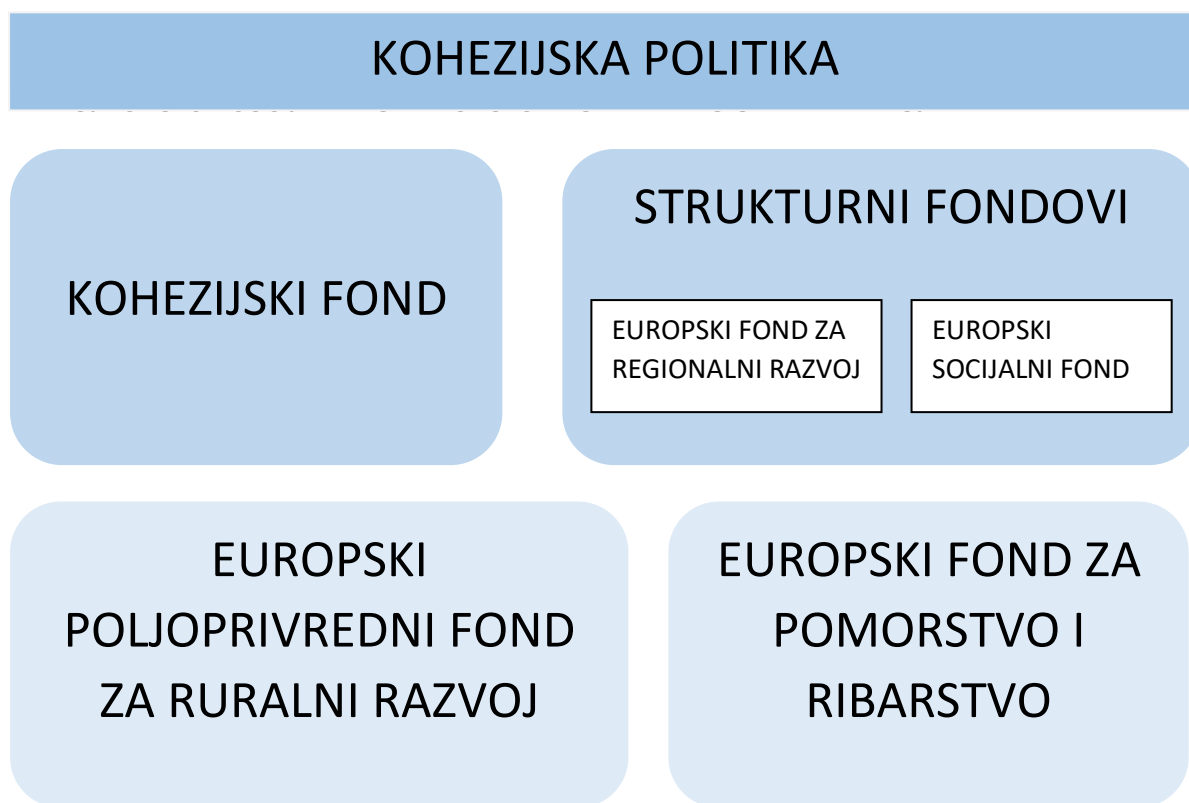 KOHEZIJSKA POLITIKA
KOHEZIJSKI FOND
STRUKTURNI FONDOVI
EUROPSKI FOND ZA
REGIONALNI RAZVOJ
EUROPSKI
SOCIJALNI FOND
EUROPSKI
POLJOPRIVREDNI FOND
ZA RURALNI RAZVOJ
EUROPSKI FOND ZA
POMORSTVO I
RIBARSTVO